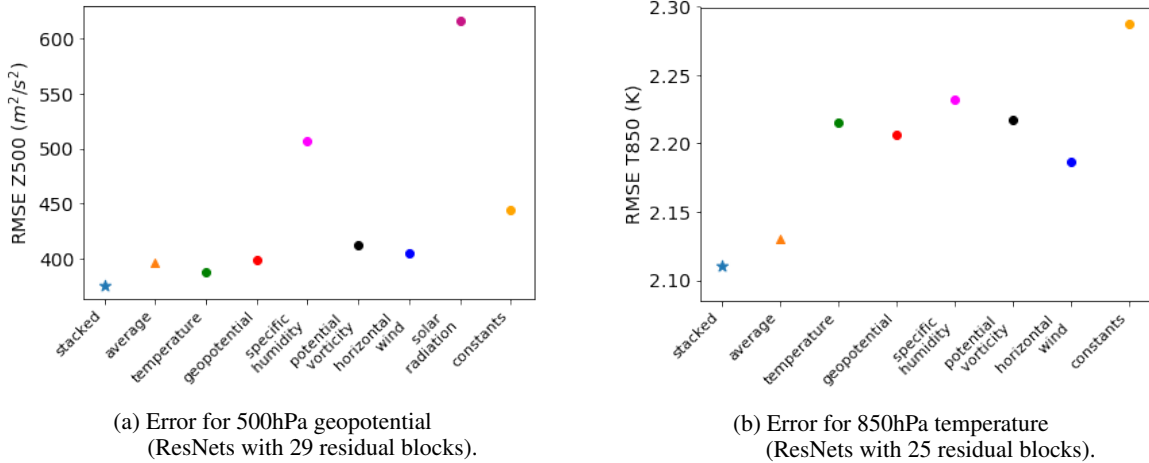 600
550
500
450
400
RMSE Z500 (m²/s²)
stacked
average
temperature
geopotential
specific
humidity
potential
vorticity
horizontal
wind
solar
radiation
constants
(a) Error for 500hPa geopotential
(ResNets with 29 residual blocks).
2.30
2.25
2.20
2.15
2.10
RMSE T850 (K)
stacked
average
temperature
geopotential
specific
humidity
potential
vorticity
horizontal
wind
constants
(b) Error for 850hPa temperature
(ResNets with 25 residual blocks).